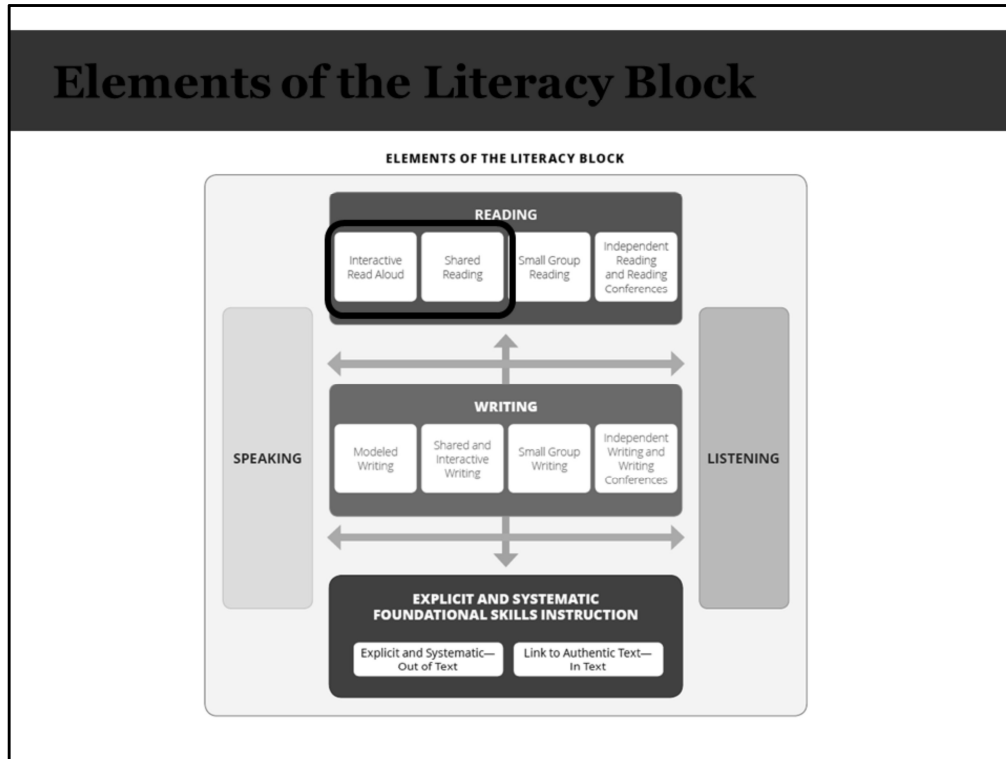 Elements of the Literacy Block
ELEMENTS OF THE LITERACY BLOCK
READING
Interactive
Read Aloud
Shared
Reading
Small Group
Reading
Independent
Reading
and Reading
Conferences
SPEAKING
WRITING
Modeled
Writing
Shared and
Interactive
Writing
Small Group
Writing
Independent
Writing and
Writing
Conferences
LISTENING
EXPLICIT AND SYSTEMATIC
FOUNDATIONAL SKILLS INSTRUCTION
Explicit and Systematic—
Out of Text
Link to Authentic Text—
In Text